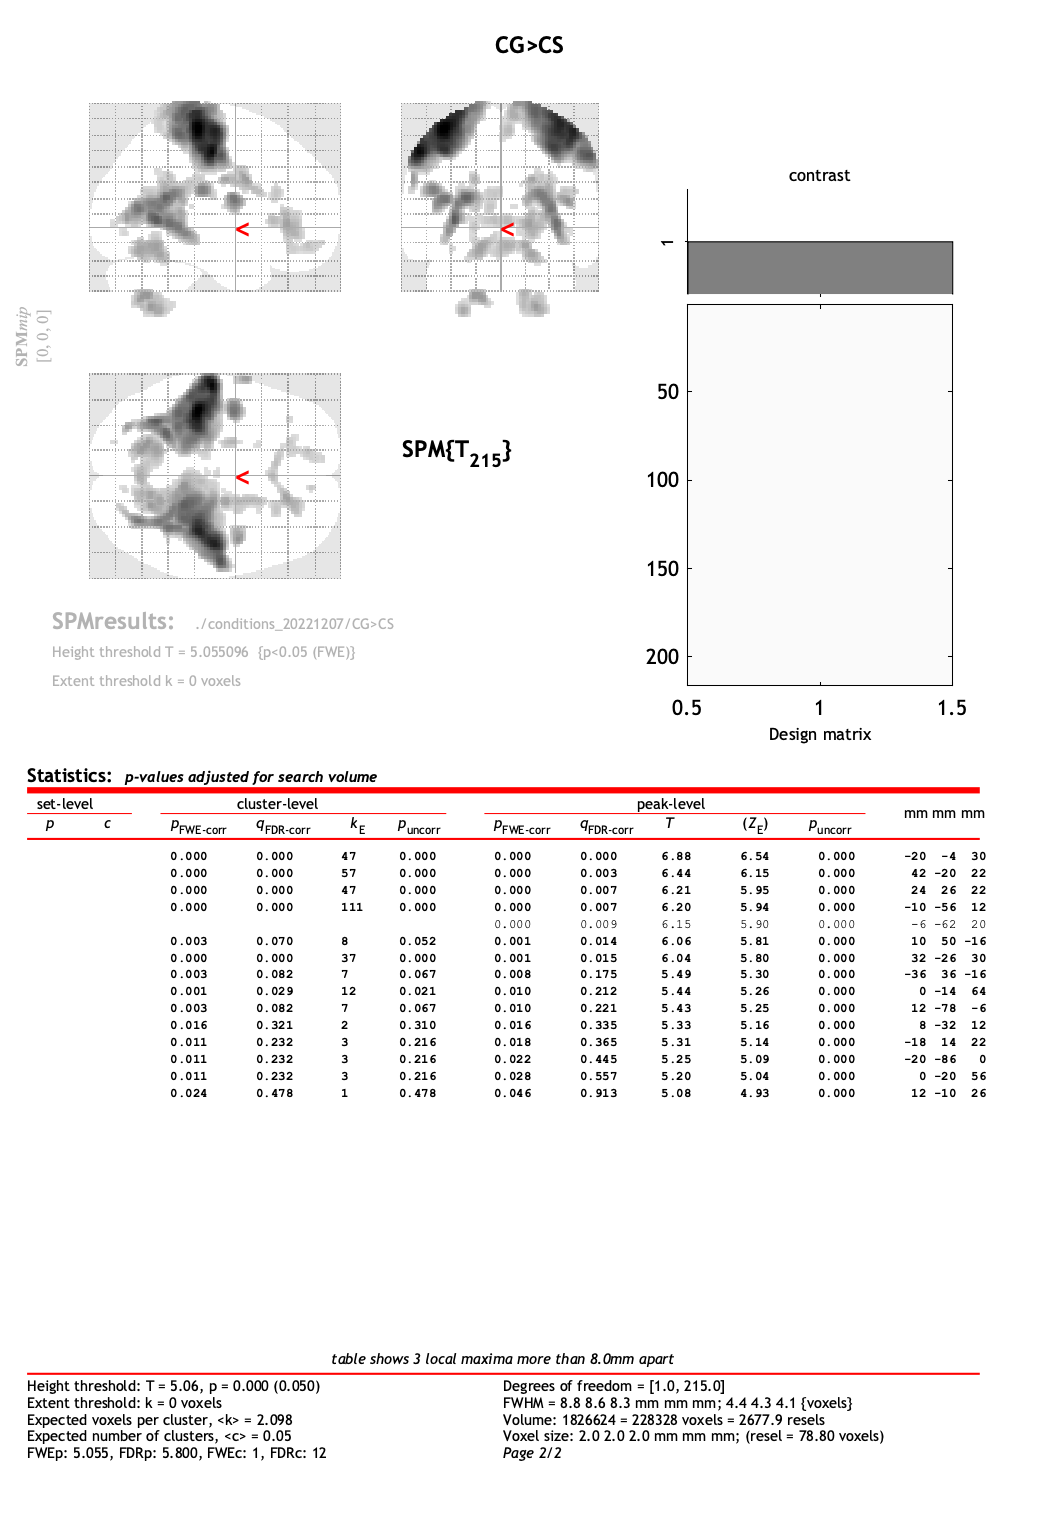 CG>CS
contrast
1
<
<
SPMmip
[0, 0, 0]
<
SPM{T215}
50
100
150
200
0.5 1 1.5
Design matrix
SPMresults: ./conditions_20221207/CG>CS
Height threshold T = 5.055096 {p<0.05 (FWE)}
Extent threshold k = 0 voxels
Statistics: p-values adjusted for search volume
set-level cluster-level peak-level
mm mm mm
p c pFWE-corr qFDR-corr kE puncorr pFWE-corr qFDR-corr T (ZE) puncorr
0.000 0.000 47 0.000 0.000 0.000 6.88 6.54 0.000 -20 -4 30
0.000 0.000 57 0.000 0.000 0.003 6.44 6.15 0.000 42 -20 22
0.000 0.000 47 0.000 0.000 0.007 6.21 5.95 0.000 24 26 22
0.000 0.000 111 0.000 0.000 0.007 6.20 5.94 0.000 -10 -56 12
0.000 0.009 6.15 5.90 0.000 -6 -62 20
0.003 0.070 8 0.052 0.001 0.014 6.06 5.81 0.000 10 50 -16
0.000 0.000 37 0.000 0.001 0.015 6.04 5.80 0.000 32 -26 30
0.003 0.082 7 0.067 0.008 0.175 5.49 5.30 0.000 -36 36 -16
0.001 0.029 12 0.021 0.010 0.212 5.44 5.26 0.000 0 -14 64
0.003 0.082 7 0.067 0.010 0.221 5.43 5.25 0.000 12 -78 -6
0.016 0.321 2 0.310 0.016 0.335 5.33 5.16 0.000 8 -32 12
0.011 0.232 3 0.216 0.018 0.365 5.31 5.14 0.000 -18 14 22
0.011 0.232 3 0.216 0.022 0.445 5.25 5.09 0.000 -20 -86 0
0.011 0.232 3 0.216 0.028 0.557 5.20 5.04 0.000 0 -20 56
0.024 0.478 1 0.478 0.046 0.913 5.08 4.93 0.000 12 -10 26
table shows 3 local maxima more than 8.0mm apart
Height threshold: T = 5.06, p = 0.000 (0.050)
Extent threshold: k = 0 voxels
Expected voxels per cluster, <k> = 2.098
Expected number of clusters, <c> = 0.05
FWEp: 5.055, FDRp: 5.800, FWEc: 1, FDRc: 12
Degrees of freedom = [1.0, 215.0]
FWHM = 8.8 8.6 8.3 mm mm mm; 4.4 4.3 4.1 {voxels}
Volume: 1826624 = 228328 voxels = 2677.9 resels
Voxel size: 2.0 2.0 2.0 mm mm mm; (resel = 78.80 voxels)
Page 2/2